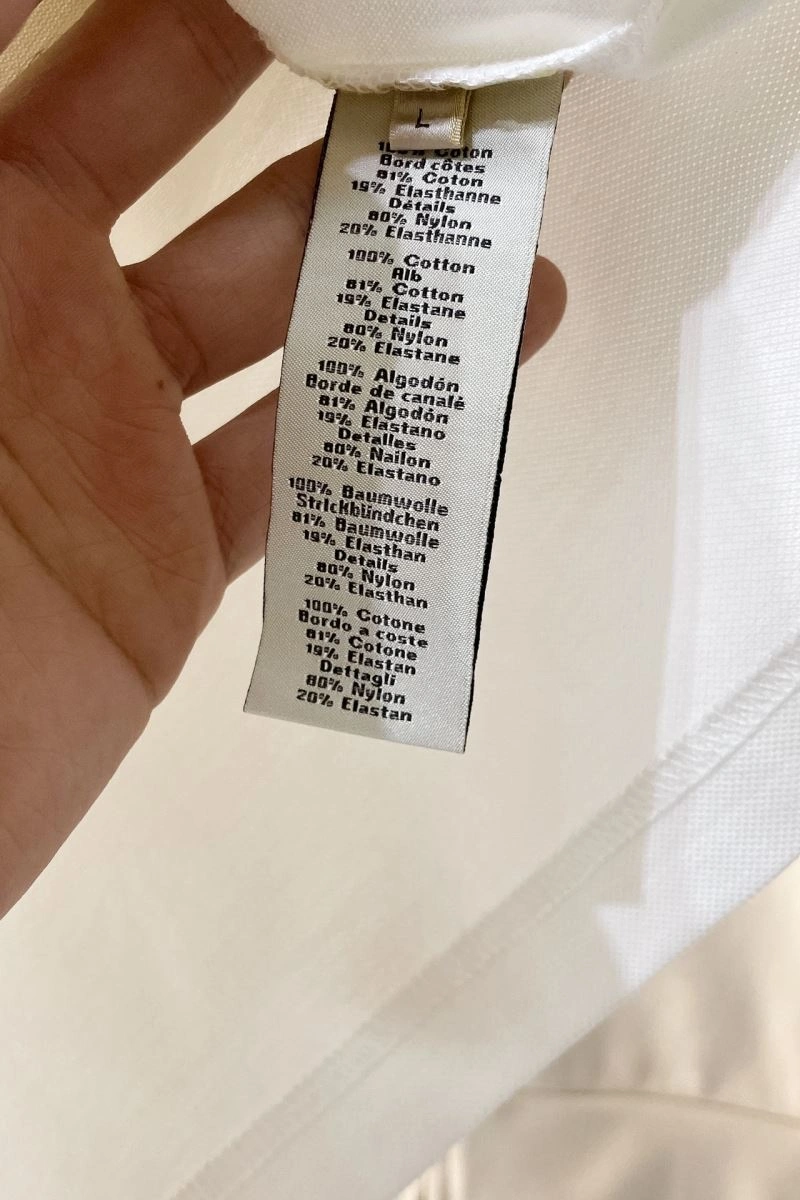 L
100% Coton
Bord côtes
81% Coton
19% Elasthanne
Détails
80% Nylon
20% Elasthanne
100% Cotton
Alb
81% Cotton
19% Elastane
Details
80% Nylon
20% Elastane
100% Algodón
Borde de canalé
81% Algodón
19% Elastano
Detalles
80% Nailon
20% Elastano
100% Baumwolle
Strickbündchen
81% Baumwolle
19% Elasthan
Details
80% Nylon
20% Elasthan
100% Cotone
Bordo a coste
81% Cotone
19% Elastan
Dettagli
80% Nylon
20% Elastan